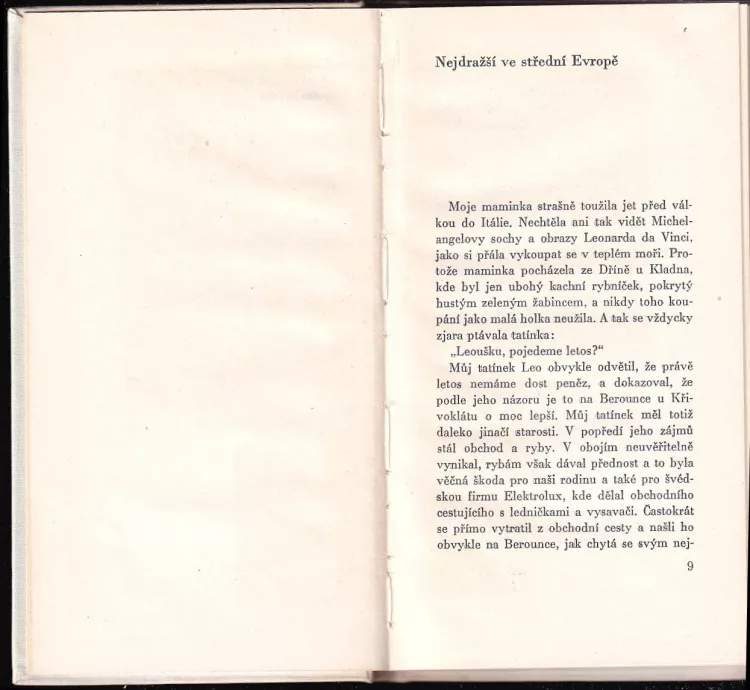 Nejdražší ve střední Evropě
Moje maminka strašně toužila jet před vál-
kou do Itálie. Nechtěla ani tak vidět Michel-
angelovy sochy a obrazy Leonarda da Vinci,
jako si přála vykoupat se v teplém moři. Pro-
tože maminka pocházela ze Dříně u Kladna,
kde byl jen ubohý kachní rybníček, pokrytý
hustým zeleným žabincem, a nikdy toho kou-
pání jako malá holka neužila. A tak se vždycky
zjara ptávala tatínka:
„Leoušku, pojedeme letos?“
Můj tatínek Leo obvykle odvětil, že právě
letos nemáme dost peněz, a dokazoval, že
podle jeho názoru je to na Berounce u Kři-
voklátu o moc lepší. Můj tatínek měl totiž
daleko jinačí starosti. V popředí jeho zájmů
stál obchod a ryby. V obojím neuvěřitelně
vynikal, rybám však dával přednost a to byla
věčná škoda pro naši rodinu a také pro švéd-
skou firmu Elektrolux, kde dělal obchodního
cestujícího s ledničkami a vysavači. Častokrát
se přímo vytratil z obchodní cesty a našli ho
obvykle na Berounce, jak chytá se svým nej-
9